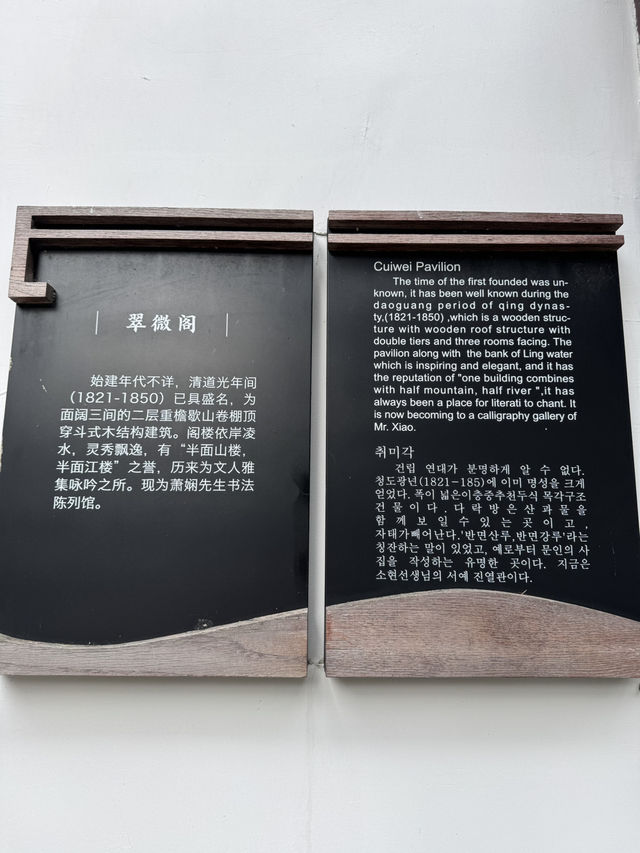 翠微阁
始建年代不详，清道光年间
（1821-1850）已具盛名，为
面阔三间的二层重檐歇山卷棚顶
穿斗式木结构建筑。阁楼依岸凌
水，灵秀飘逸，有“半面山楼，
半面江楼”之誉，历来为文人雅
集咏吟之所。现为萧娴先生书法
陈列馆。
Cuiwei Pavilion
The time of the first founded was un-
known, it has been well known during the
daoguang period of qing dynas-
ty,(1821-1850) ,which is a wooden struc-
ture with wooden roof structure with
double tiers and three rooms facing. The
pavilion along with the bank of Ling water
which is inspiring and elegant, and it has
the reputation of "one building combines
with half mountain, half river ",it has
always been a place for literati to chant. It
is now becoming to a calligraphy gallery of
Mr. Xiao.
취미각
건립 연대가 분명하게 알 수 없다.
청도광년(1821-185)에 이미 명성을 크게
얻었다. 폭이 넓은이층중추천두식 목각구조
건물이다. 다락방은산과물을
함께 보일수있는 곳이고,
자태가빼어난다.'반면산루,반면강루'라는
칭찬하는 말이 있었고, 예로부터 문인의 사
집을 작성하는 유명한 곳이다. 지금은
소현선생님의 서예 진열관이다.